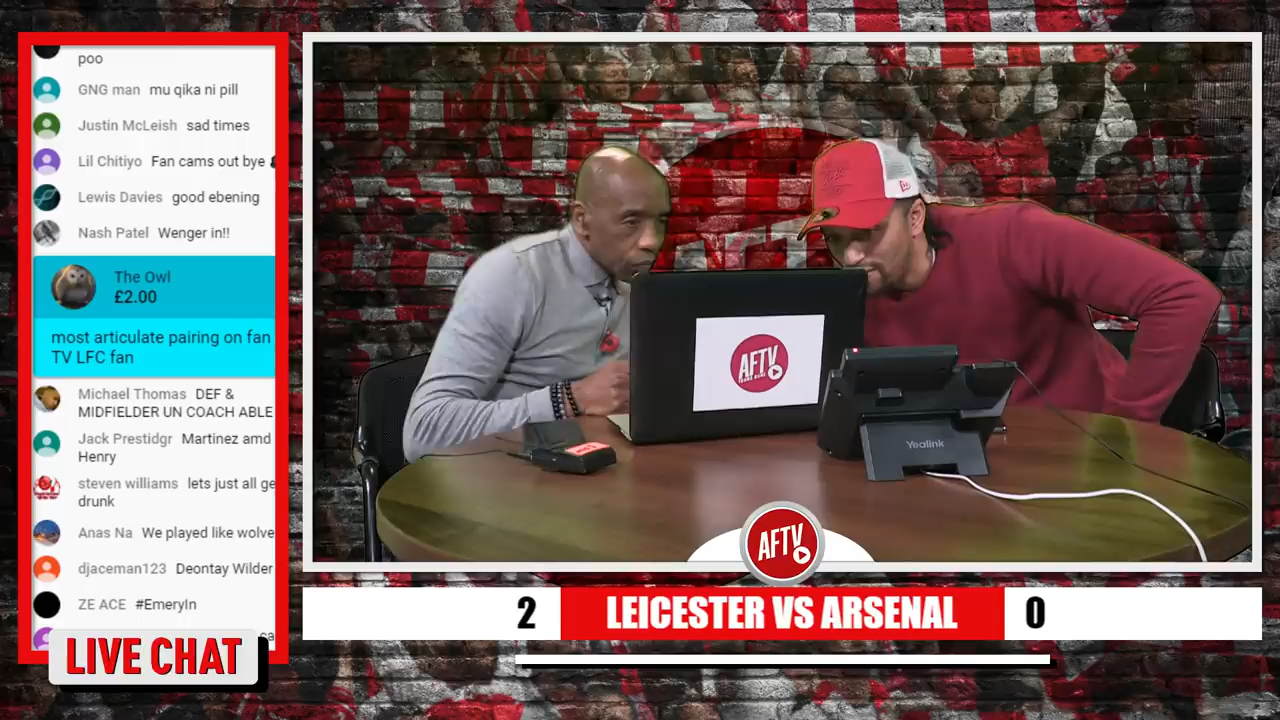 poo
GNG man mu qika ni pill
Justin McLeish sad times
Lil Chitiyo Fan cams out bye
Lewis Davies good ebening
Nash Patel Wenger in!!
The Owl
£2.00
most articulate pairing on fan
TV LFC fan
Michael Thomas DEF &
MIDFIELDER UN COACH ABLE
Jack Prestidgr Martinez amd
Henry
steven williams lets just all ge
drunk
Anas Na We played like wolve
djaceman123 Deontay Wilder
ZE ACE #EmeryIn
ca
LIVE CHAT
AFTV
Yealink
AFTV
2 LEICESTER VS ARSENAL 0